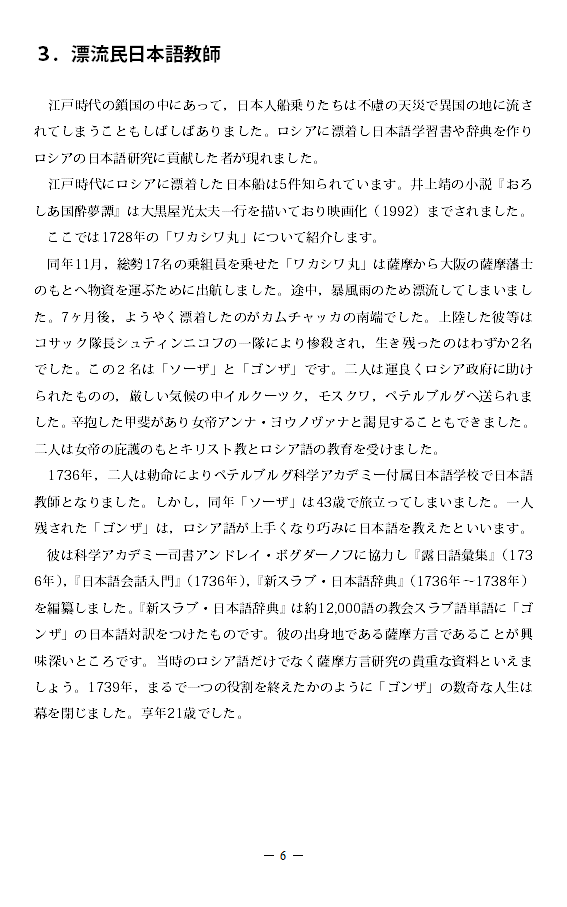 3．漂流民日本語教師
江戸時代の鎖国の中にあって，日本人船乗りたちは不慮の天災で異国の地に流さ
れてしまうこともしばしばありました。ロシアに漂着し日本語学習書や辞典を作り
ロシアの日本語研究に貢献した者が現れました。
江戸時代にロシアに漂着した日本船は5件知られています。井上靖の小説『おろ
しあ国酔夢譚』は大黒屋光太夫一行を描いており映画化（1992）までされました。
ここでは1728年の「ワカシワ丸」について紹介します。
同年11月，総勢17名の乗組員を乗せた「ワカシワ丸」は薩摩から大阪の薩摩藩士
のもとへ物資を運ぶために出航しました。途中，暴風雨のため漂流してしまいまし
た。7ヶ月後，ようやく漂着したのがカムチャッカの南端でした。上陸した彼等は
コサック隊長シュティンニコフの一隊により惨殺され，生き残ったのはわずか2名
でした。この２名は「ソーザ」と「ゴンザ」です。二人は運良くロシア政府に助け
られたものの，厳しい気候の中イルクーツク，モスクワ，ペテルブルグへ送られま
した。辛抱した甲斐があり女帝アンナ・ヨウノヴァナと謁見することもできました。
二人は女帝の庇護のもとキリスト教とロシア語の教育を受けました。
1736年，二人は勅命によりペテルブルグ科学アカデミー付属日本語学校で日本語
教師となりました。しかし，同年「ソーザ」は43歳で旅立ってしまいました。一人
残された「ゴンザ」は，ロシア語が上手くなり巧みに日本語を教えたといいます。
彼は科学アカデミー司書アンドレイ・ボグダーノフに協力し『露日語彙集』（173
6年），『日本語会話入門』（1736年），『新スラブ・日本語辞典』（1736年～1738年）
を編纂しました。『新スラブ・日本語辞典』は約12,000語の教会スラブ語単語に「ゴ
ンザ」の日本語対訳をつけたものです。彼の出身地である薩摩方言であることが興
味深いところです。当時のロシア語だけでなく薩摩方言研究の貴重な資料といえま
しょう。1739年，まるで一つの役割を終えたかのように「ゴンザ」の数奇な人生は
幕を閉じました。享年21歳でした。
― 6 ―